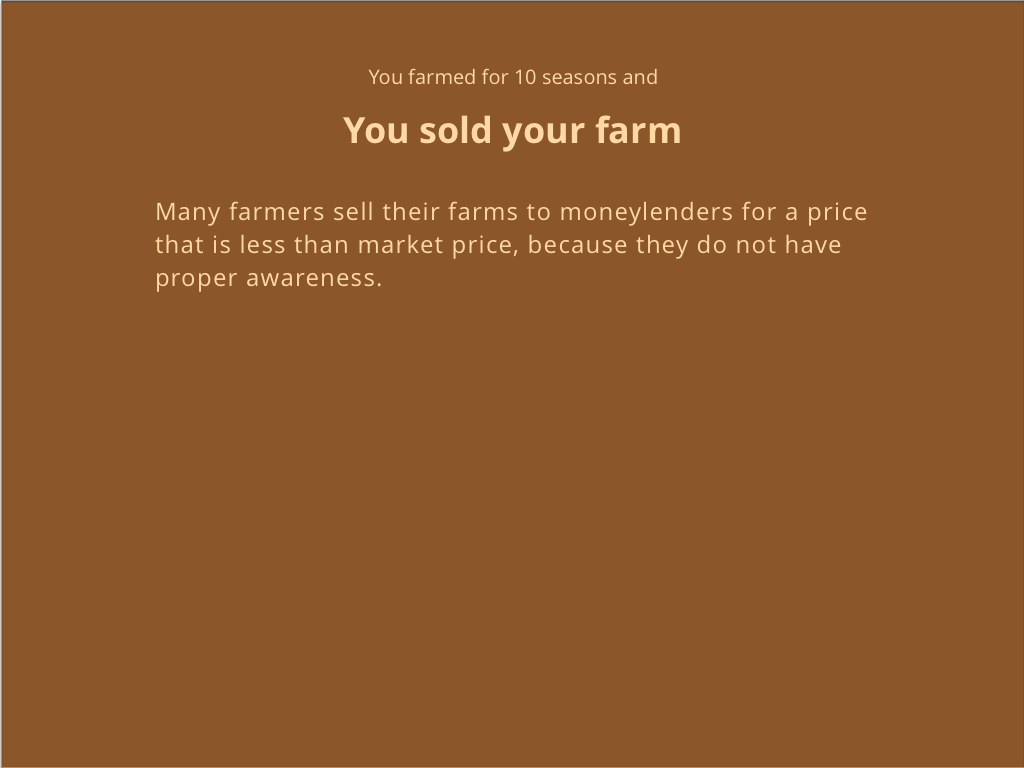 You farmed for 10 seasons and
You sold your farm
Many farmers sell their farms to moneylenders for a price
that is less than market price, because they do not have
proper awareness.